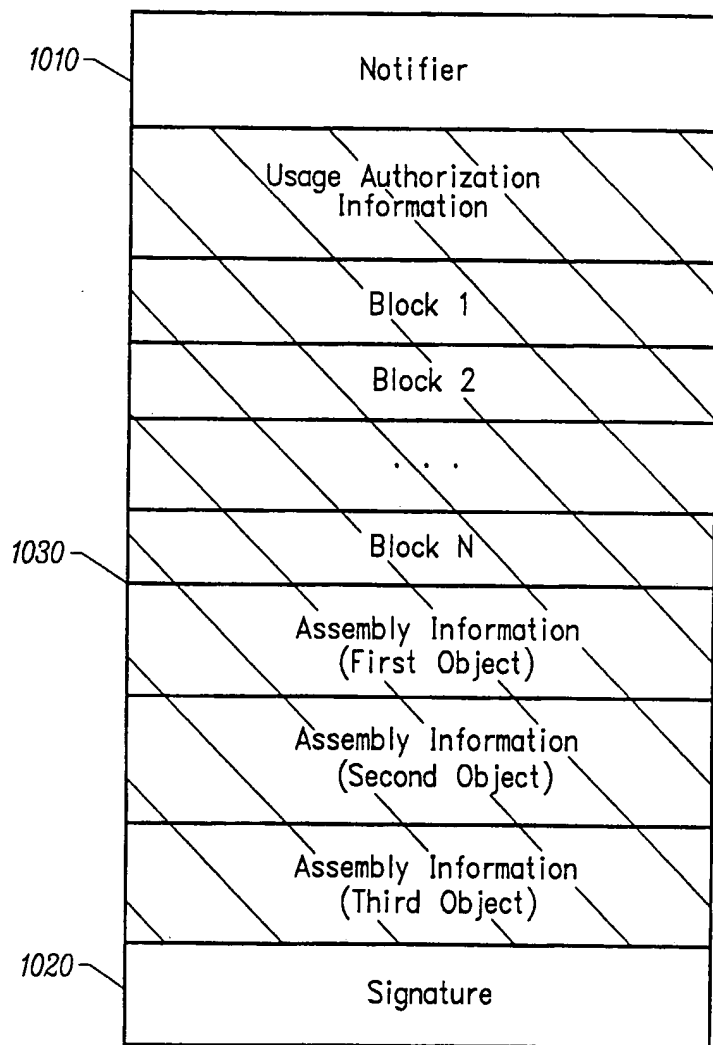 1010
Notifier
Usage Authorization
Information
Block 1
Block 2
. . .
Block N
1030
Assembly Information
(First Object)
Assembly Information
(Second Object)
Assembly Information
(Third Object)
1020
Signature